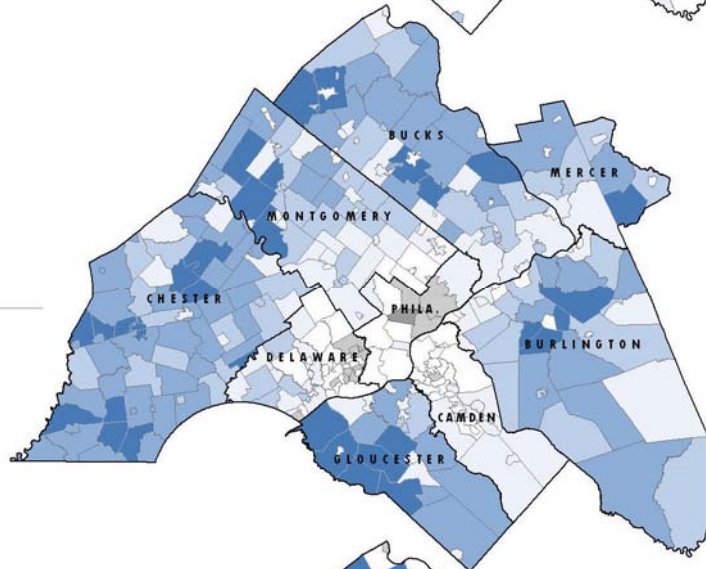 BUCKS
MERCER
MONTGOMERY
CHESTER
PHILA.
BURLINGTON
DELAWARE
CAMDEN
GLOUCESTER